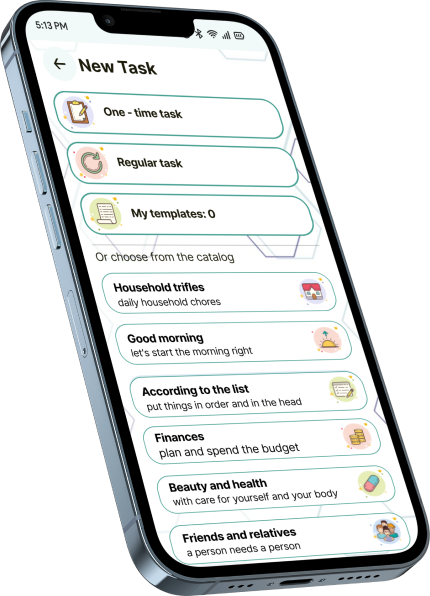 5:13 PM
New Task
One - time task
Regular task
My templates: 0
Or choose from the catalog
Household trifles
daily household chores
Good morning
let's start the morning right
According to the list
put things in order and in the head
Finances
plan and spend the budget
Beauty and health
with care for yourself and your body
Friends and relatives
a person needs a person